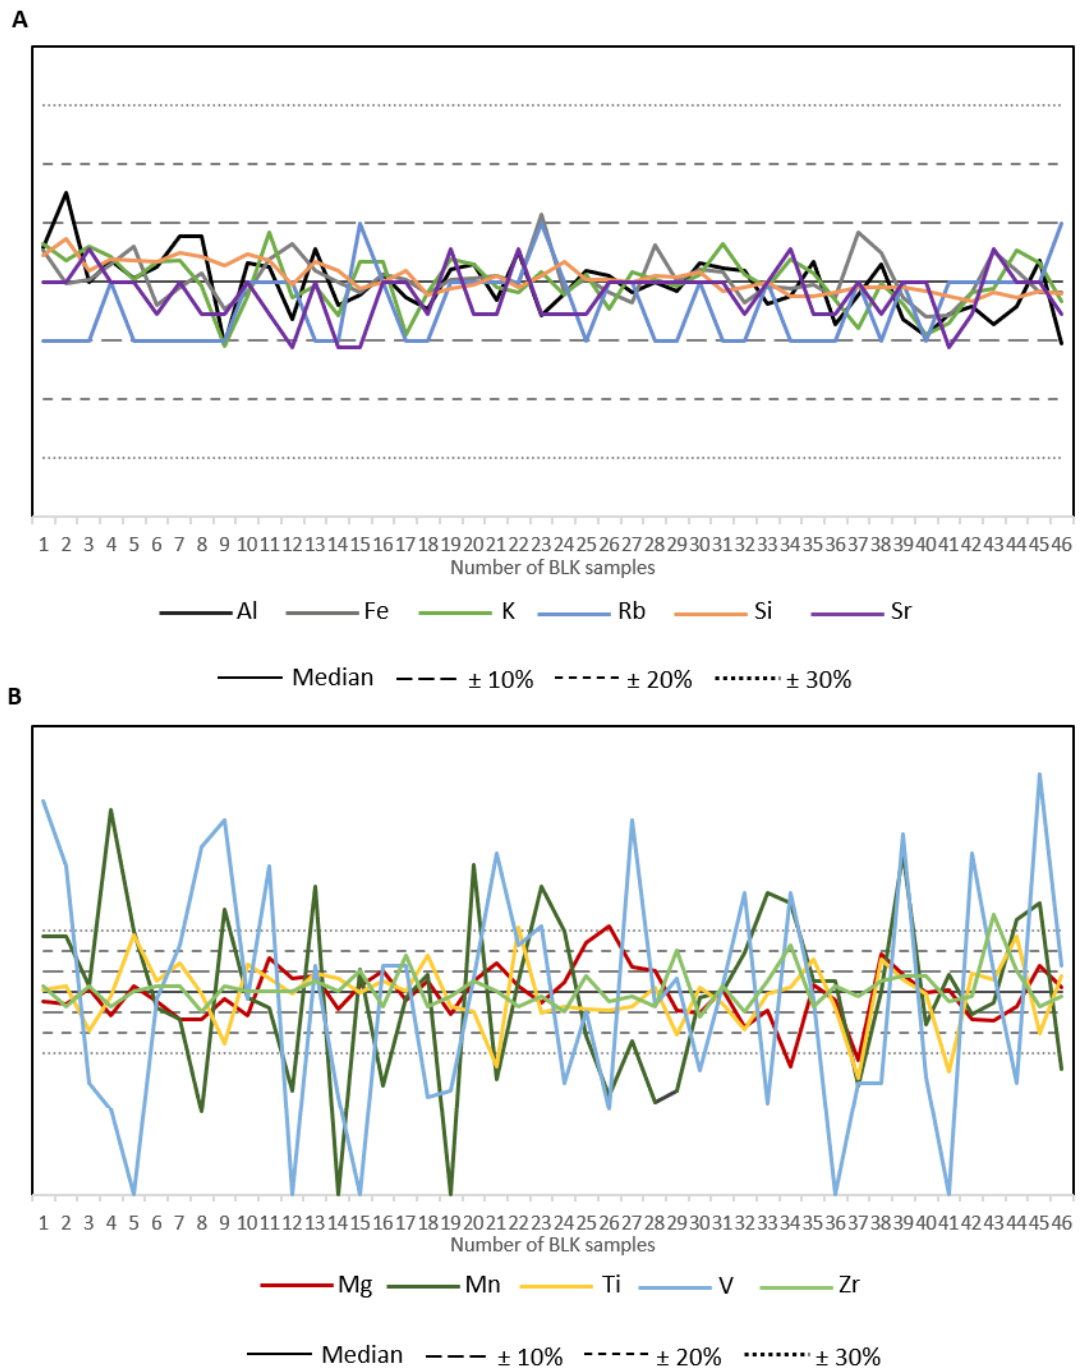 A
1 2 3 4 5 6 7 8 9 10 11 12 13 14 15 16 17 18 19 20 21 22 23 24 25 26 27 28 29 30 31 32 33 34 35 36 37 38 39 40 41 42 43 44 45 46
Number of BLK samples
Al Fe K Rb Si Sr
Median ± 10% ± 20% ± 30%
B
1 2 3 4 5 6 7 8 9 10 11 12 13 14 15 16 17 18 19 20 21 22 23 24 25 26 27 28 29 30 31 32 33 34 35 36 37 38 39 40 41 42 43 44 45 46
Number of BLK samples
Mg Mn Ti V Zr
Median ± 10% ± 20% ± 30%